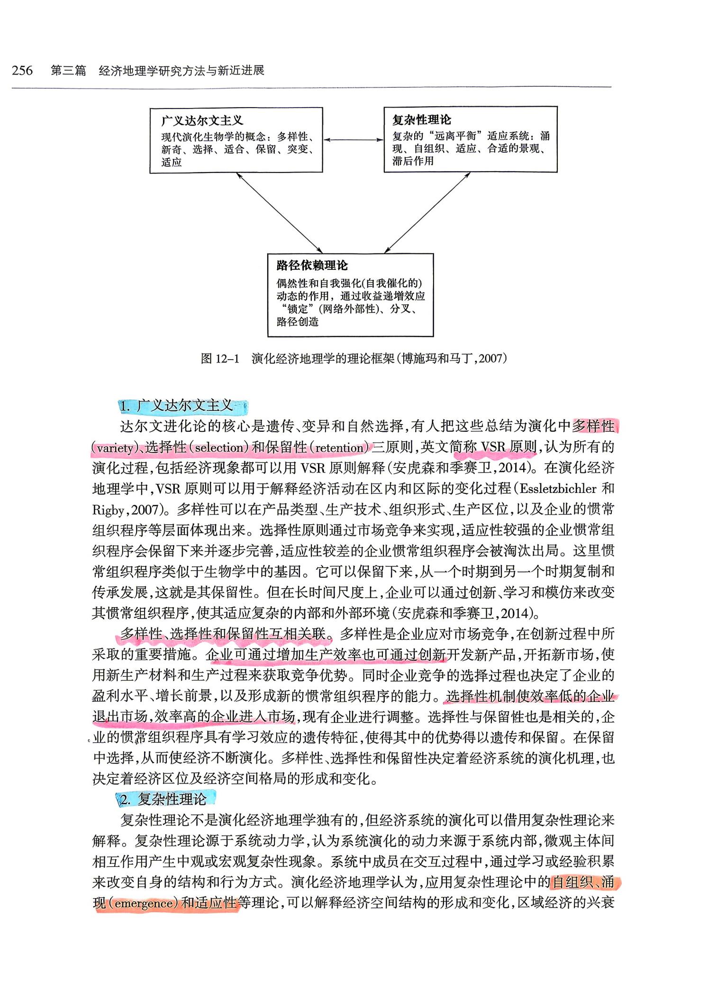 256 第三篇 经济地理学研究方法与新近进展
广义达尔文主义
现代演化生物学的概念：多样性、
新奇、选择、适合、保留、突变、
适应
复杂性理论
复杂的“远离平衡”适应系统：涌
现、自组织、适应、合适的景观、
滞后作用
路径依赖理论
偶然性和自我强化(自我催化的)
动态的作用，通过收益递增效应
“锁定”(网络外部性)、分叉、
路径创造
图 12-1 演化经济地理学的理论框架（博施玛和马丁,2007）
1. 广义达尔文主义
达尔文进化论的核心是遗传、变异和自然选择,有人把这些总结为演化中多样性
（variety）、选择性（selection）和保留性（retention）三原则,英文简称 VSR 原则,认为所有的
演化过程,包括经济现象都可以用 VSR 原则解释（安虎森和季赛卫,2014）。在演化经济
地理学中,VSR 原则可以用于解释经济活动在区内和区际的变化过程（Essletzbichler 和
Rigby,2007）。多样性可以在产品类型、生产技术、组织形式、生产区位,以及企业的惯常
组织程序等层面体现出来。选择性原则通过市场竞争来实现,适应性较强的企业惯常组
织程序会保留下来并逐步完善,适应性较差的企业惯常组织程序会被淘汰出局。这里惯
常组织程序类似于生物学中的基因。它可以保留下来,从一个时期到另一个时期复制和
传承发展,这就是其保留性。但在长时间尺度上,企业可以通过创新、学习和模仿来改变
其惯常组织程序,使其适应复杂的内部和外部环境（安虎森和季赛卫,2014）。
多样性、选择性和保留性互相关联。多样性是企业应对市场竞争,在创新过程中所
采取的重要措施。企业可通过增加生产效率也可通过创新开发新产品,开拓新市场,使
用新生产材料和生产过程来获取竞争优势。同时企业竞争的选择过程也决定了企业的
盈利水平、增长前景,以及形成新的惯常组织程序的能力。选择性机制使效率低的企业
退出市场,效率高的企业进入市场,现有企业进行调整。选择性与保留性也是相关的,企
业的惯常组织程序具有学习效应的遗传特征,使得其中的优势得以遗传和保留。在保留
中选择,从而使经济不断演化。多样性、选择性和保留性决定着经济系统的演化机理,也
决定着经济区位及经济空间格局的形成和变化。
2. 复杂性理论
复杂性理论不是演化经济地理学独有的,但经济系统的演化可以借用复杂性理论来
解释。复杂性理论源于系统动力学,认为系统演化的动力来源于系统内部,微观主体间
相互作用产生中观或宏观复杂性现象。系统中成员在交互过程中,通过学习或经验积累
来改变自身的结构和行为方式。演化经济地理学认为,应用复杂性理论中的自组织、涌
现（emergence）和适应性等理论,可以解释经济空间结构的形成和变化,区域经济的兴衰